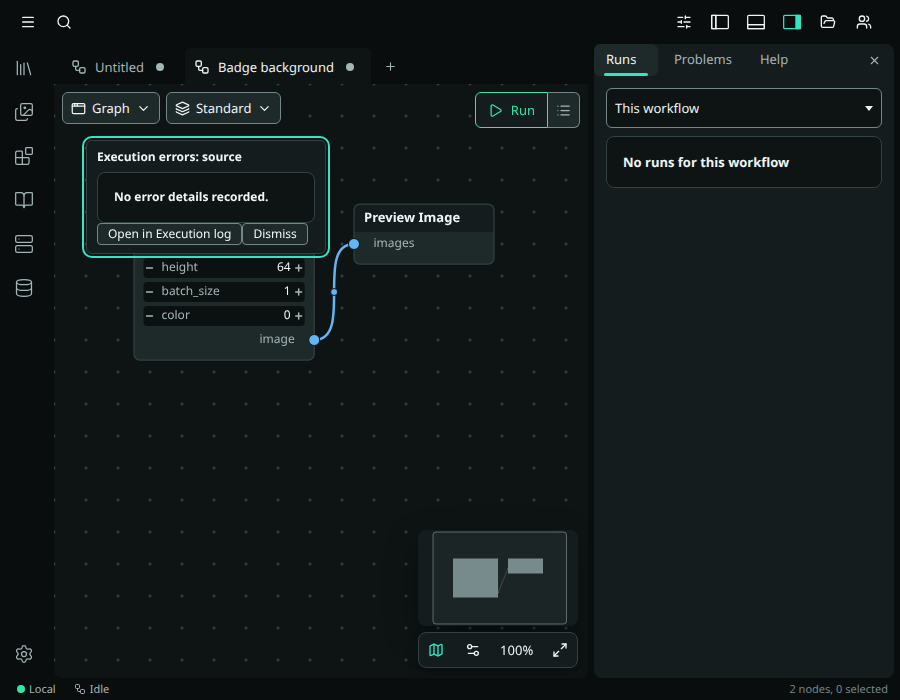 Untitled
Badge background
Graph
Standard
Run
Execution errors: source
No error details recorded.
Open in Execution log
Dismiss
height 64
batch_size 1
color 0
image
Preview Image
images
100%
Runs
Problems
Help
This workflow
No runs for this workflow
Local
Idle
2 nodes, 0 selected